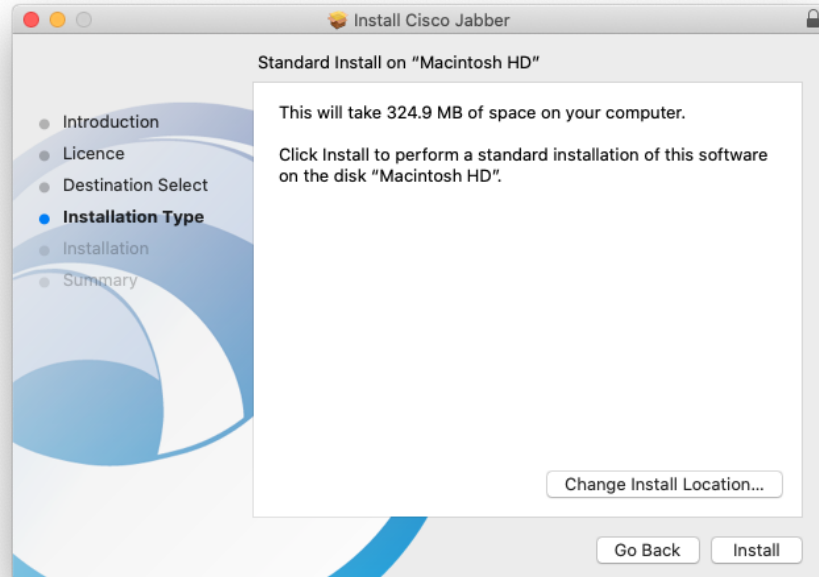 Install Cisco Jabber
Standard Install on “Macintosh HD”
Introduction
Licence
Destination Select
Installation Type
Installation
Summary
This will take 324.9 MB of space on your computer.
Click Install to perform a standard installation of this software
on the disk “Macintosh HD”.
Change Install Location...
Go Back
Install